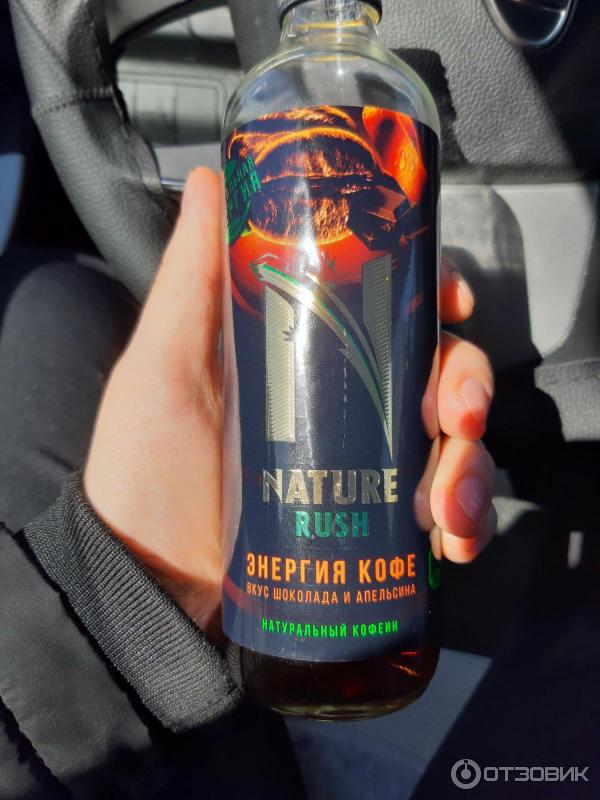 NATURE
RUSH
ЭНЕРГИЯ КОФЕ
ВКУС ШОКОЛАДА И АПЕЛЬСИНА
НАТУРАЛЬНЫЙ КОФЕИН
ОТЗОВИК